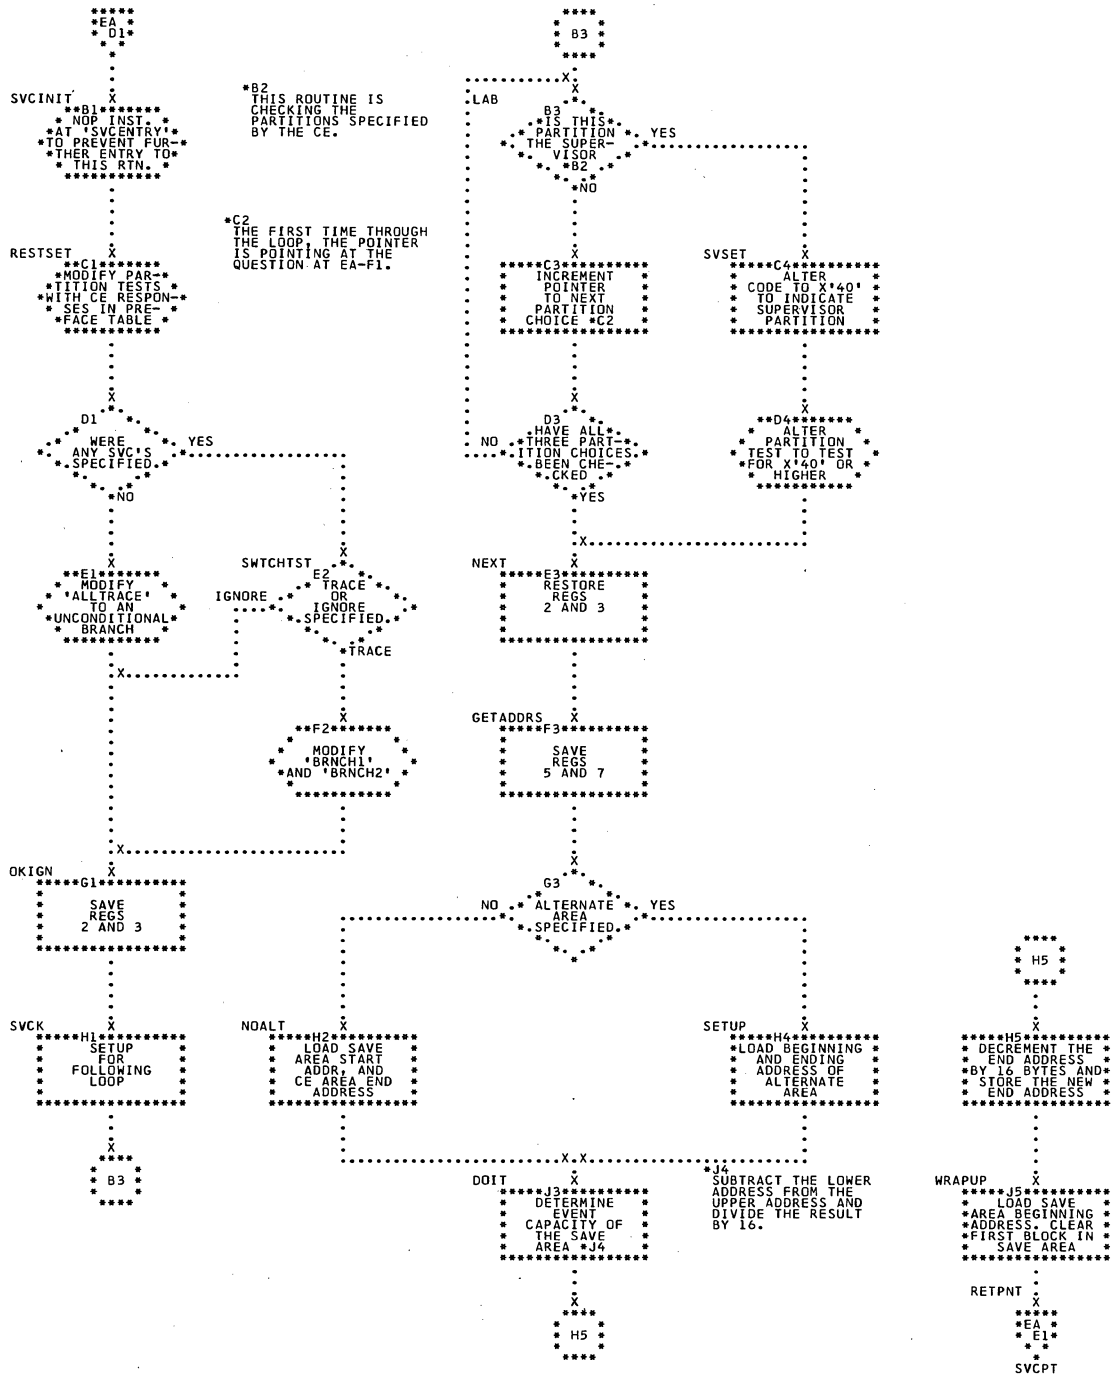 EA
D1
SVCINIT
B1
NOP INST.
AT 'SVCENTRY'
TO PREVENT FUR-
THER ENTRY TO
THIS RTN.
*B2
THIS ROUTINE IS
CHECKING THE
PARTITIONS SPECIFIED
BY THE CE.
*C2
THE FIRST TIME THROUGH
THE LOOP, THE POINTER
IS POINTING AT THE
QUESTION AT EA-F1.
RESTSET
C1
MODIFY PAR-
TITION TESTS
WITH CE RESPON-
SES IN PRE-
FACE TABLE
D1
WERE
ANY SVC'S
SPECIFIED
YES
NO
E1
MODIFY
'ALLTRACE'
TO AN
UNCONDITIONAL
BRANCH
SWTCHTST
E2
TRACE
OR
IGNORE
SPECIFIED
IGNORE
TRACE
F2
MODIFY
'BRNCH1'
AND 'BRNCH2'
OKIGN
G1
SAVE
REGS
2 AND 3
SVCK
H1
SETUP
FOR
FOLLOWING
LOOP
B3
B3
LAB
B3
IS THIS
PARTITION
THE SUPER-
VISOR
*B2
YES
NO
C3
INCREMENT
POINTER
TO NEXT
PARTITION
CHOICE *C2
SVSET
C4
ALTER
CODE TO X'40'
TO INDICATE
SUPERVISOR
PARTITION
D3
HAVE ALL
THREE PART-
ITION CHOICES
BEEN CHE-
CKED
NO
YES
D4
ALTER
PARTITION
TEST TO TEST
FOR X'40' OR
HIGHER
NEXT
E3
RESTORE
REGS
2 AND 3
GETADDRS
F3
SAVE
REGS
5 AND 7
G3
ALTERNATE
AREA
SPECIFIED
NO
YES
NOALT
H2
LOAD SAVE
AREA START
ADDR, AND
CE AREA END
ADDRESS
SETUP
H4
LOAD BEGINNING
AND ENDING
ADDRESS OF
ALTERNATE
AREA
DOIT
J3
DETERMINE
EVENT
CAPACITY OF
THE SAVE
AREA *J4
*J4
SUBTRACT THE LOWER
ADDRESS FROM THE
UPPER ADDRESS AND
DIVIDE THE RESULT
BY 16.
H5
H5
H5
DECREMENT THE
END ADDRESS
BY 16 BYTES AND
STORE THE NEW
END ADDRESS
WRAPUP
J5
LOAD SAVE
AREA BEGINNING
ADDRESS. CLEAR
FIRST BLOCK IN
SAVE AREA
RETPNT
EA
E1
SVCPT